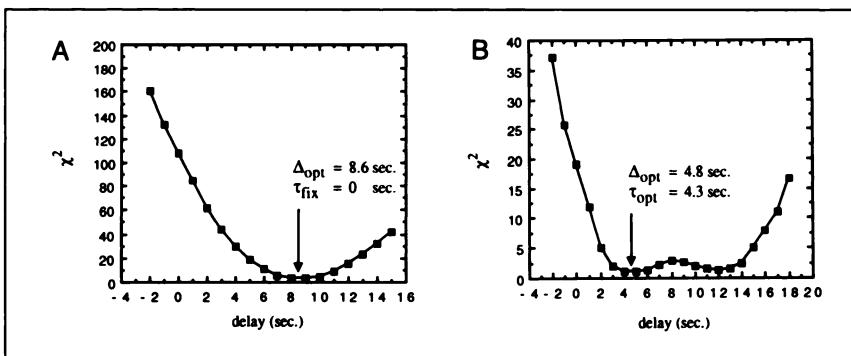 A
200
180
160
140
120
100
80
60
40
20
0
χ²
Δopt = 8.6 sec.
τfix = 0 sec.
-4 -2 0 2 4 6 8 10 12 14 16
delay (sec.)
B
40
35
30
25
20
15
10
5
0
χ²
Δopt = 4.8 sec.
τopt = 4.3 sec.
-4 -2 0 2 4 6 8 10 12 14 16 18 20
delay (sec.)